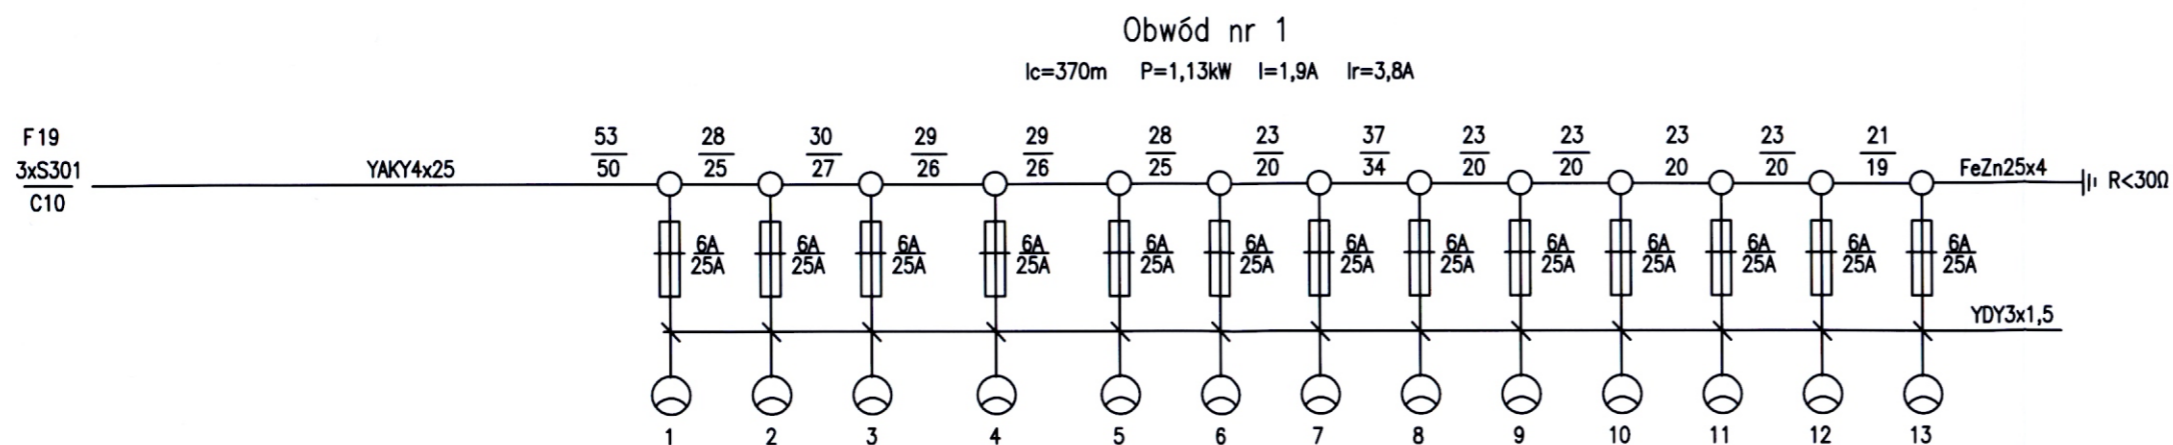 Obwód nr 1
Ic=370m P=1,13kW I=1,9A Ir=3,8A
F19
3xS301
C10
YAKY4x25
53 28 30 29 29 28 23 37 23 23 23 23 21
50 25 27 26 26 25 20 34 20 20 20 20 19
FeZn25x4
R<30Ω
6A 6A 6A 6A 6A 6A 6A 6A 6A 6A 6A 6A 6A
25A 25A 25A 25A 25A 25A 25A 25A 25A 25A 25A 25A 25A
YDY3x1,5
1 2 3 4 5 6 7 8 9 10 11 12 13